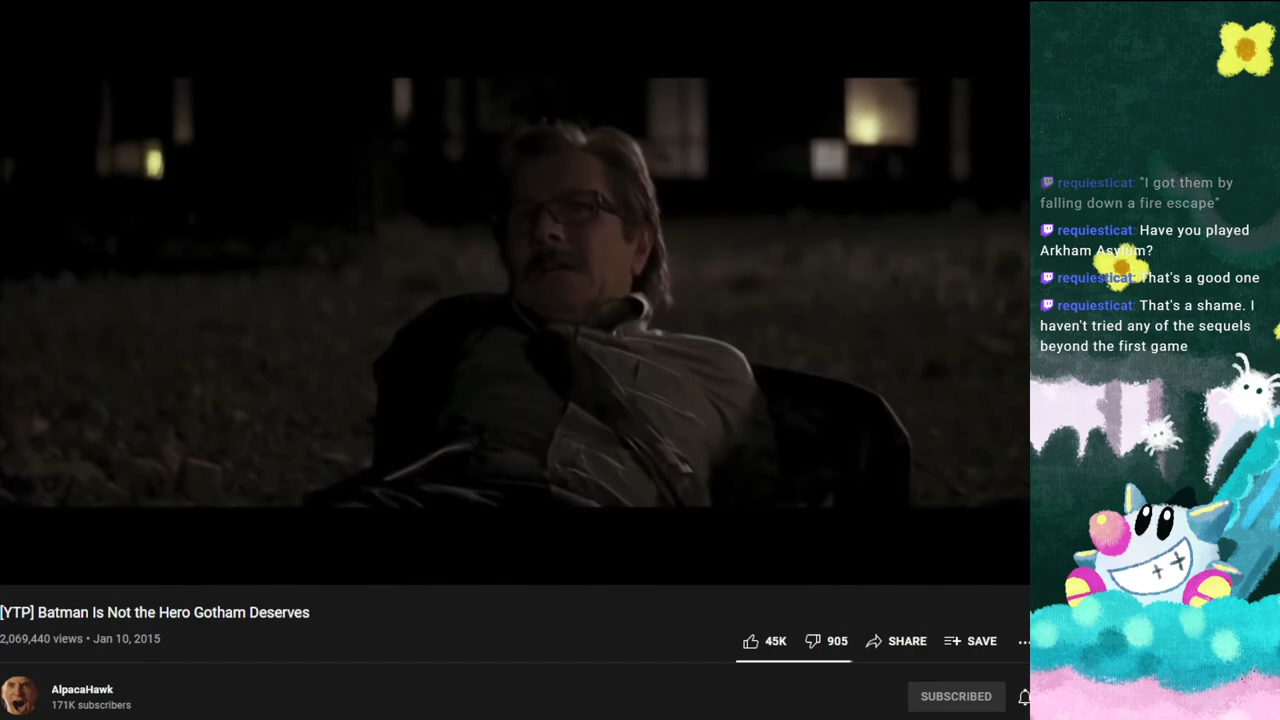 requiesticat: "I got them by
falling down a fire escape"
requiesticat: Have you played
Arkham Asylum?
requiesticat: That's a good one
requiesticat: That's a shame. I
haven't tried any of the sequels
beyond the first game
[YTP] Batman Is Not the Hero Gotham Deserves
2,069,440 views • Jan 10, 2015
45K 905 SHARE SAVE ...
AlpacaHawk
171K subscribers
SUBSCRIBED